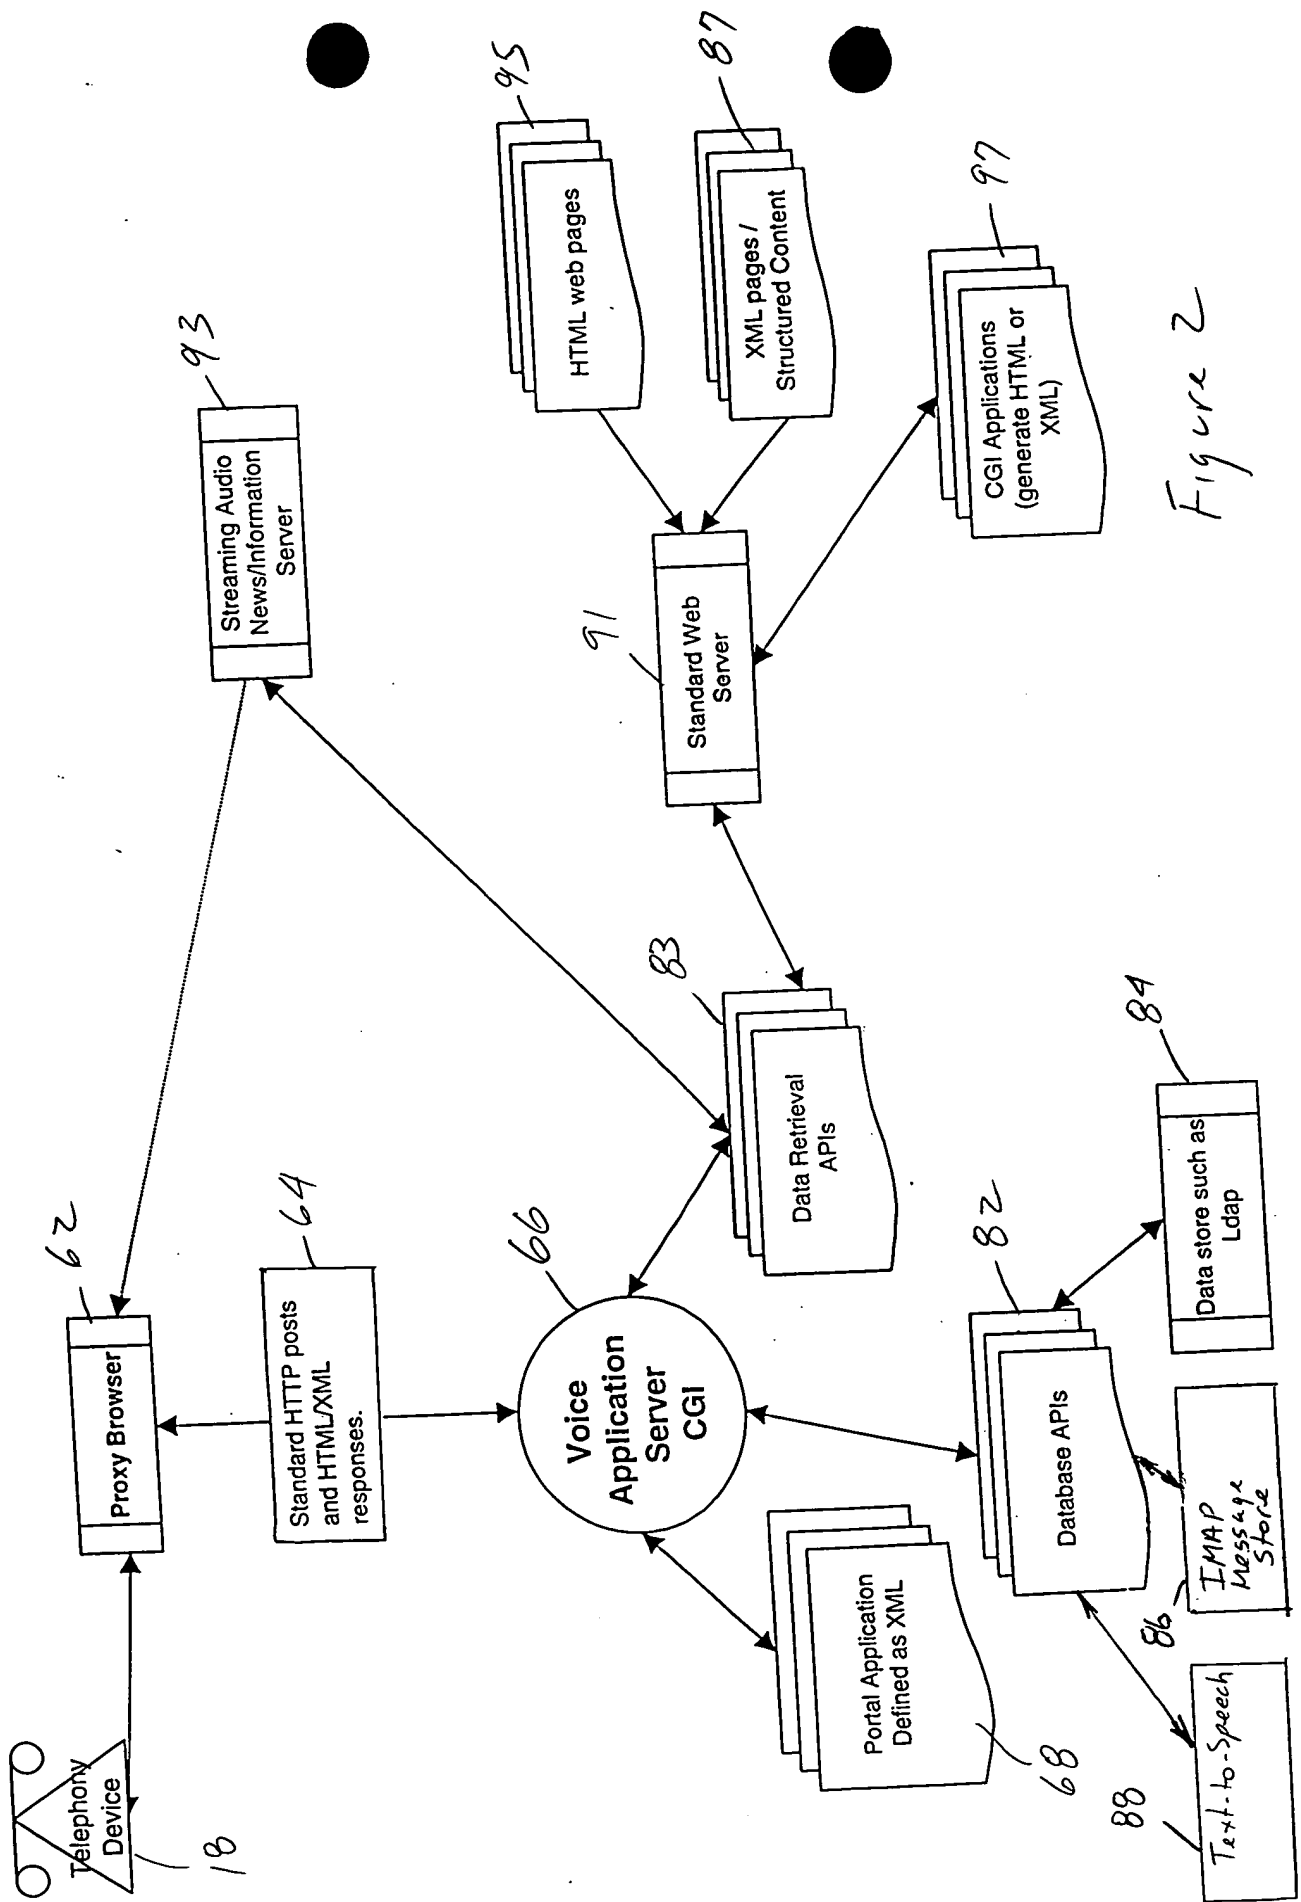 Telephony
Device
18
Proxy Browser
62
Standard HTTP posts
and HTML/XML
responses.
64
Streaming Audio
News/Information
Server
93
Voice
Application
Server
CGI
66
Portal Application
Defined as XML
68
Data Retrieval
APIs
83
Standard Web
Server
91
HTML web pages
95
XML pages /
Structured Content
87
CGI Applications
(generate HTML or
XML)
97
Database APIs
82
Data store such as
Ldap
84
IMAP
Message
Store
86
Text-to-Speech
88
Figure 2